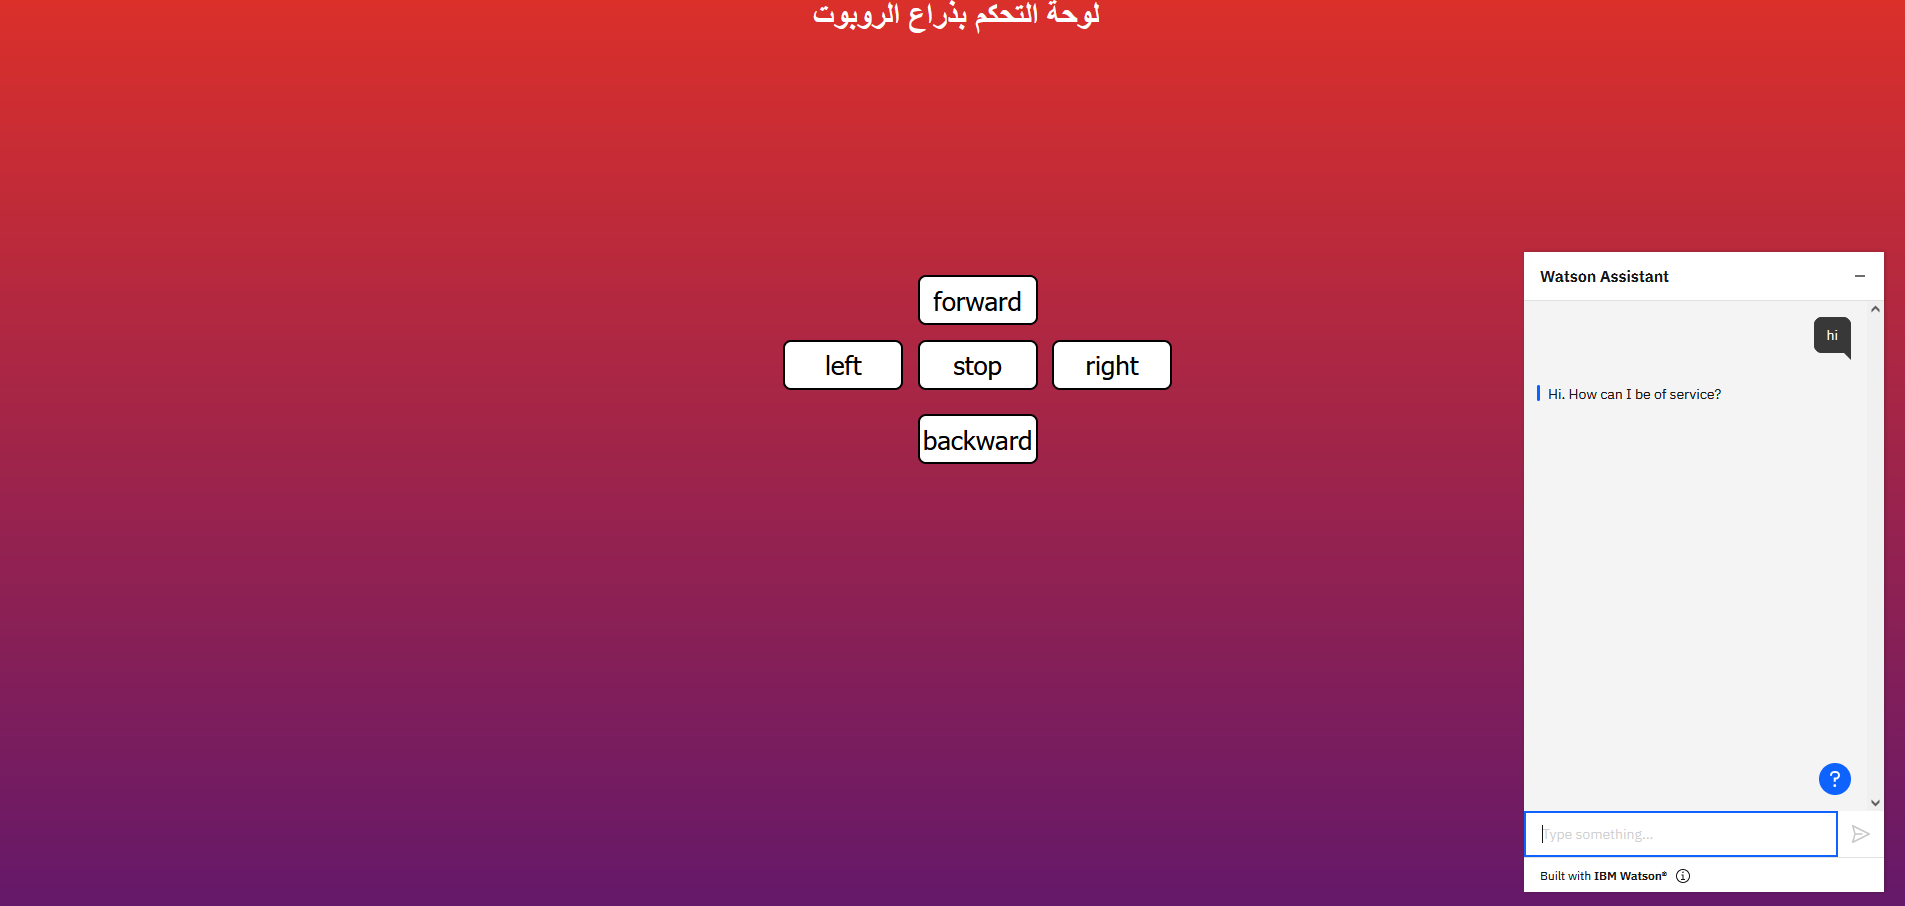 لوحة التحكم بذراع الروبوت
forward
left stop right
backward
Watson Assistant
hi
Hi. How can I be of service?
?
Type something...
Built with IBM Watson®